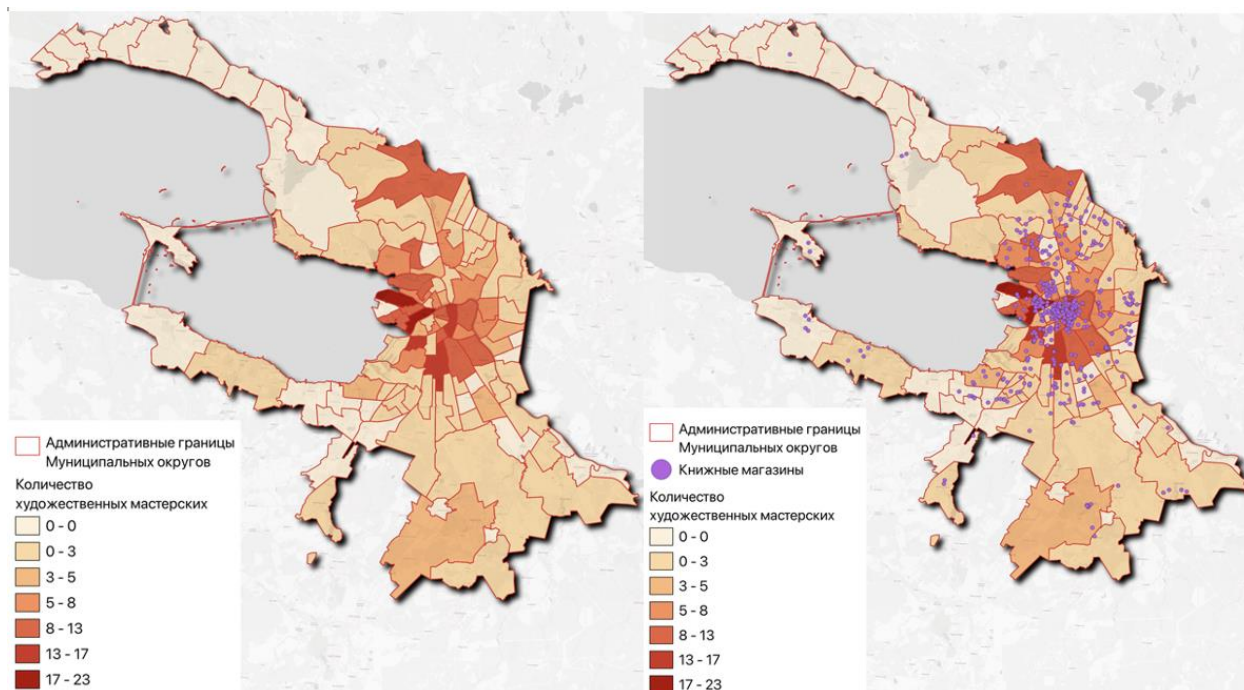 Административные границы
Муниципальных округов
Количество
художественных мастерских
0 - 0
0 - 3
3 - 5
5 - 8
8 - 13
13 - 17
17 - 23
Административные границы
Муниципальных округов
Книжные магазины
Количество
художественных мастерских
0 - 0
0 - 3
3 - 5
5 - 8
8 - 13
13 - 17
17 - 23